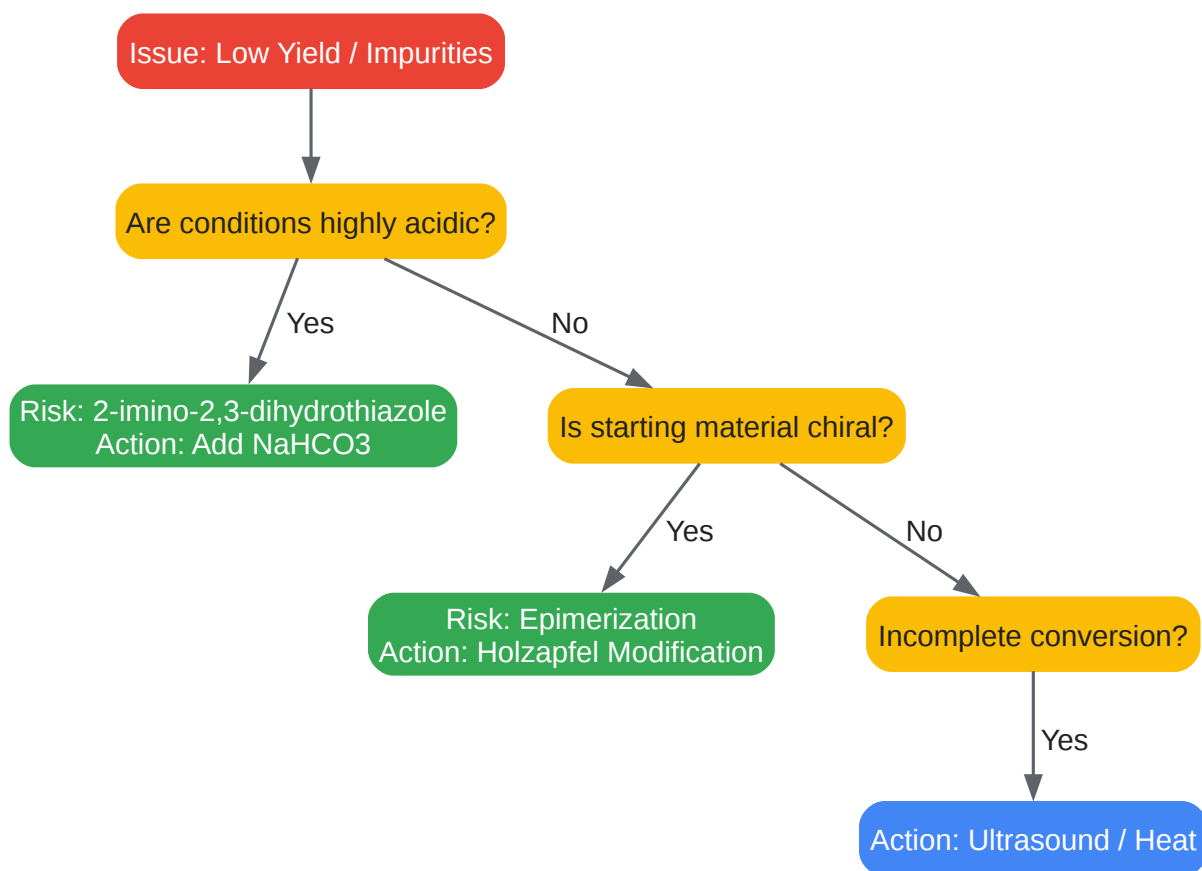 Issue: Low Yield / Impurities
Are conditions highly acidic?
Yes
No
Risk: 2-imino-2,3-dihydrothiazole
Action: Add NaHCO3
Is starting material chiral?
Yes
No
Risk: Epimerization
Action: Holzapfel Modification
Incomplete conversion?
Yes
Action: Ultrasound / Heat